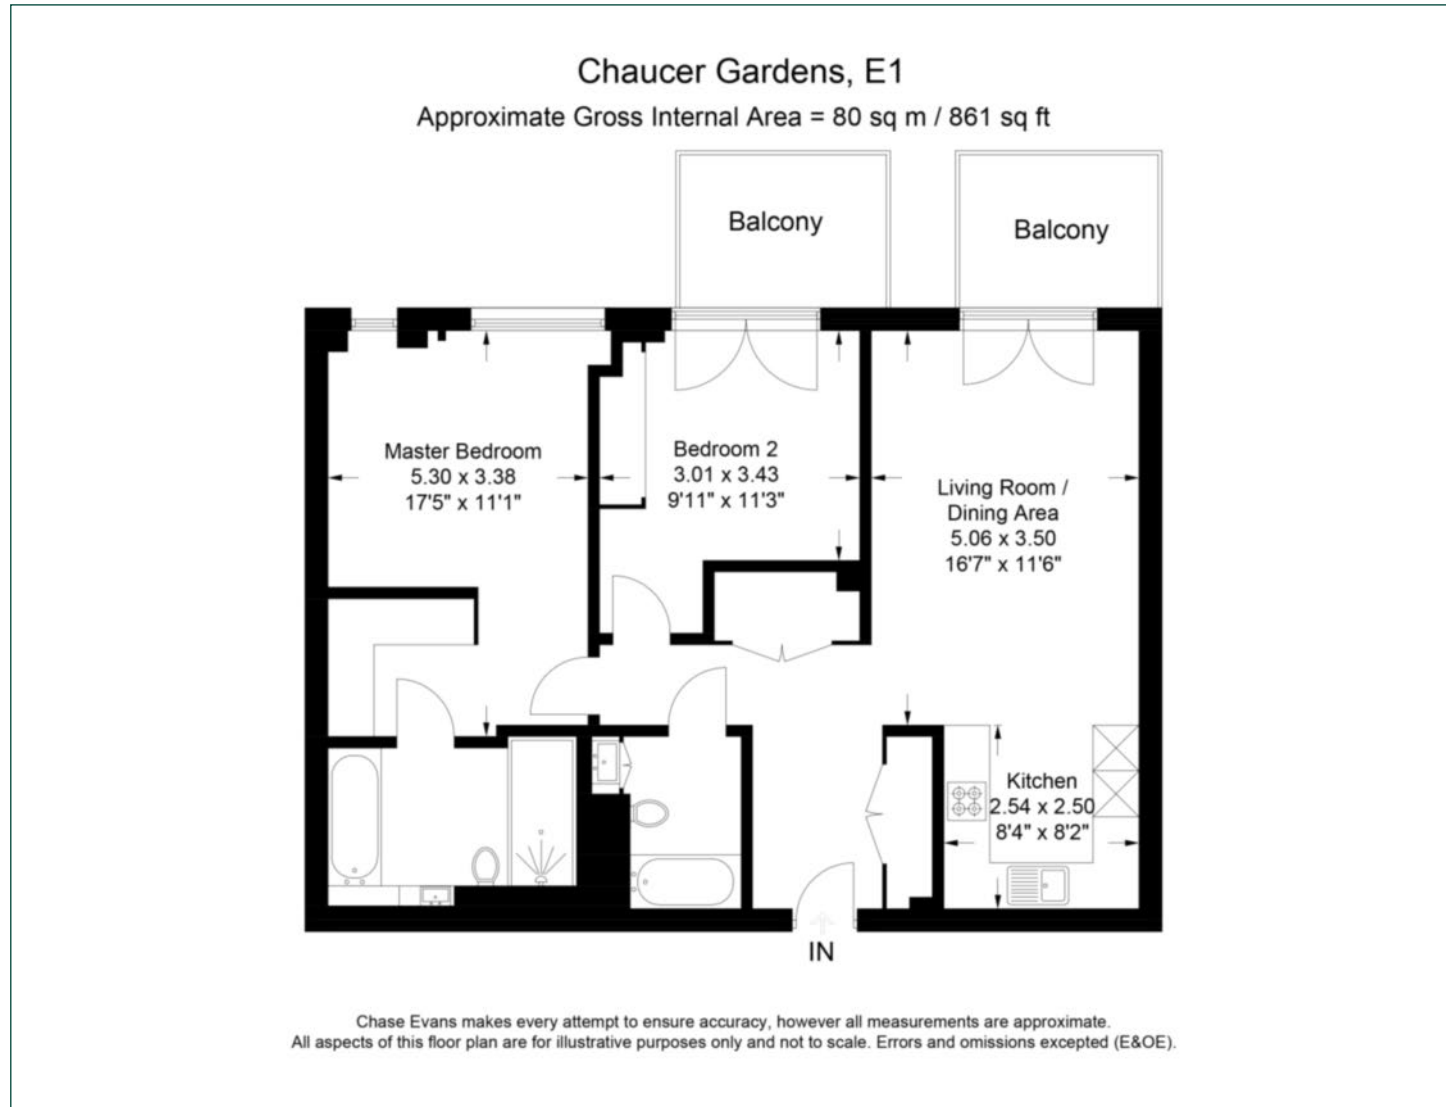 Chaucer Gardens, E1
Approximate Gross Internal Area = 80 sq m / 861 sq ft
Balcony
Balcony
Master Bedroom
5.30 x 3.38
17'5" x 11'1"
Bedroom 2
3.01 x 3.43
9'11" x 11'3"
Living Room /
Dining Area
5.06 x 3.50
16'7" x 11'6"
Kitchen
2.54 x 2.50
8'4" x 8'2"
IN
Chase Evans makes every attempt to ensure accuracy, however all measurements are approximate.
All aspects of this floor plan are for illustrative purposes only and not to scale. Errors and omissions excepted (E&OE).